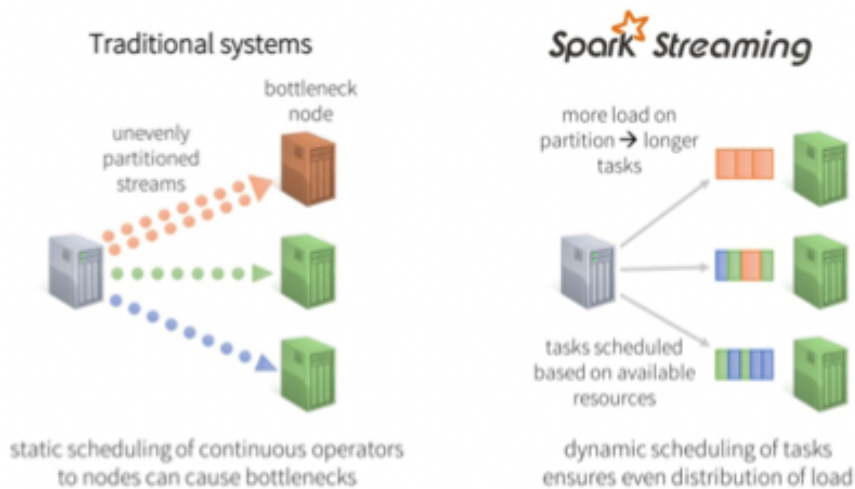 Traditional systems
bottleneck
node
unevenly
partitioned
streams
static scheduling of continuous operators
to nodes can cause bottlenecks
Spark Streaming
more load on
partition → longer
tasks
tasks scheduled
based on available
resources
dynamic scheduling of tasks
ensures even distribution of load